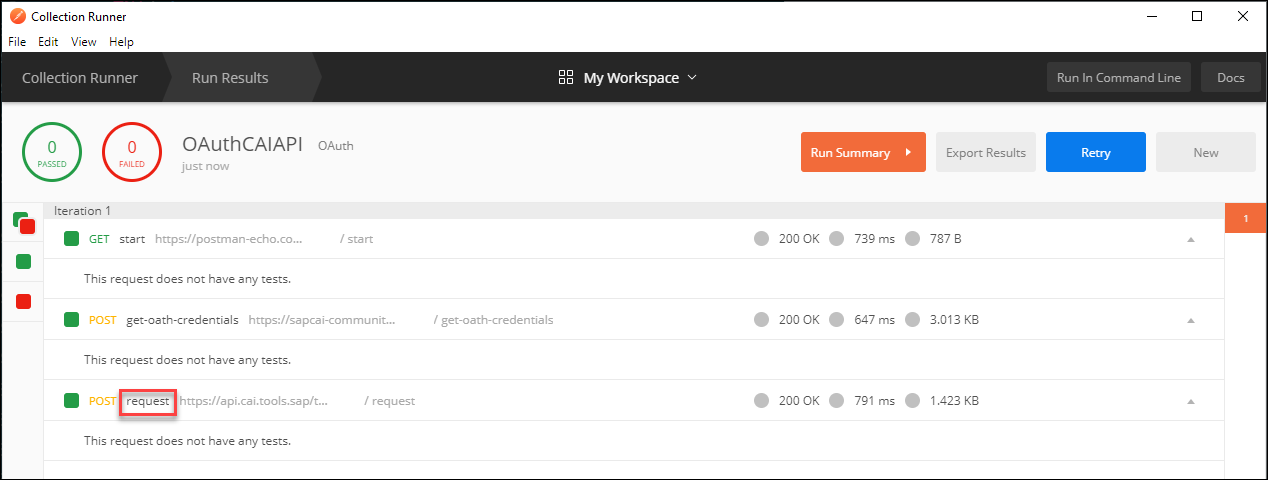 Collection Runner
File Edit View Help
Collection Runner Run Results My Workspace Run In Command Line Docs
0 PASSED 0 FAILED OAuthCAIAPI OAuth
just now
Run Summary Export Results Retry New
Iteration 1
1
GET start https://postman-echo.co... / start 200 OK 739 ms 787 B
This request does not have any tests.
POST get-oath-credentials https://sapcai-communit... / get-oath-credentials 200 OK 647 ms 3.013 KB
This request does not have any tests.
POST request https://api.cai.tools.sap/t... / request 200 OK 791 ms 1.423 KB
This request does not have any tests.